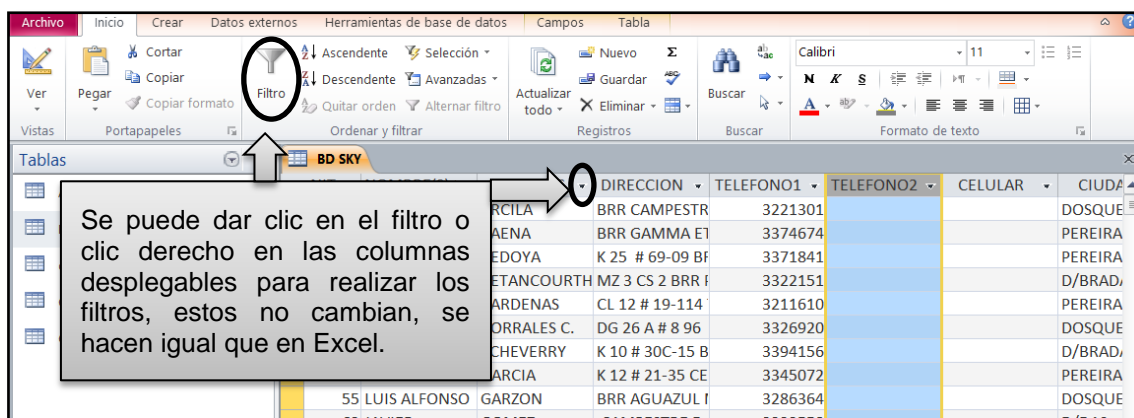 Archivo Inicio Crear Datos externos Herramientas de base de datos Campos Tabla
Ver
Vistas
Pegar
Cortar
Copiar
Copiar formato
Portapapeles
Filtro
Ascendente
Descendente
Quitar orden
Selección
Avanzadas
Alternar filtro
Ordenar y filtrar
Actualizar
todo
Nuevo
Guardar
Eliminar
Registros
Buscar
Buscar
Calibri 11
N K S
A
Formato de texto
Tablas
BD SKY
DIRECCION TELEFONO1 TELEFONO2 CELULAR CIUDA
Se puede dar clic en el filtro o
clic derecho en las columnas
desplegables para realizar los
filtros, estos no cambian, se
hacen igual que en Excel.
RCILA BRR CAMPESTR 3221301 DOSQUE
AENA BRR GAMMA ET 3374674 PEREIRA
EDOYA K 25 # 69-09 BF 3371841 PEREIRA
ETANCOURTH MZ 3 CS 2 BRR 3322151 D/BRADA
ARDENAS CL 12 # 19-114 3211610 PEREIRA
ORRALES C. DG 26 A # 8 96 3326920 DOSQUE
CHEVERRY K 10 # 30C-15 B 3394156 D/BRADA
ARCIA K 12 # 21-35 CE 3345072 PEREIRA
55 LUIS ALFONSO GARZON BRR AGUAZUL 3286364 DOSQUE